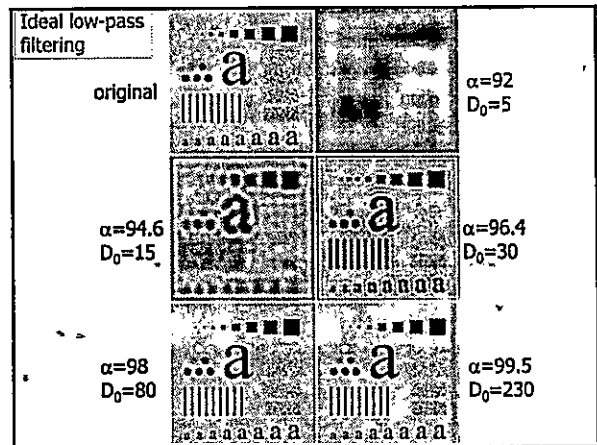 Ideal low-pass
filtering
original
a
a a a a a a a a a
α=92
D₀=5
α=94.6
D₀=15
a
α=96.4
D₀=30
a
a a a a a a a a a
α=98
D₀=80
a
a a a a a a a a a
α=99.5
D₀=230
a
a a a a a a a a a